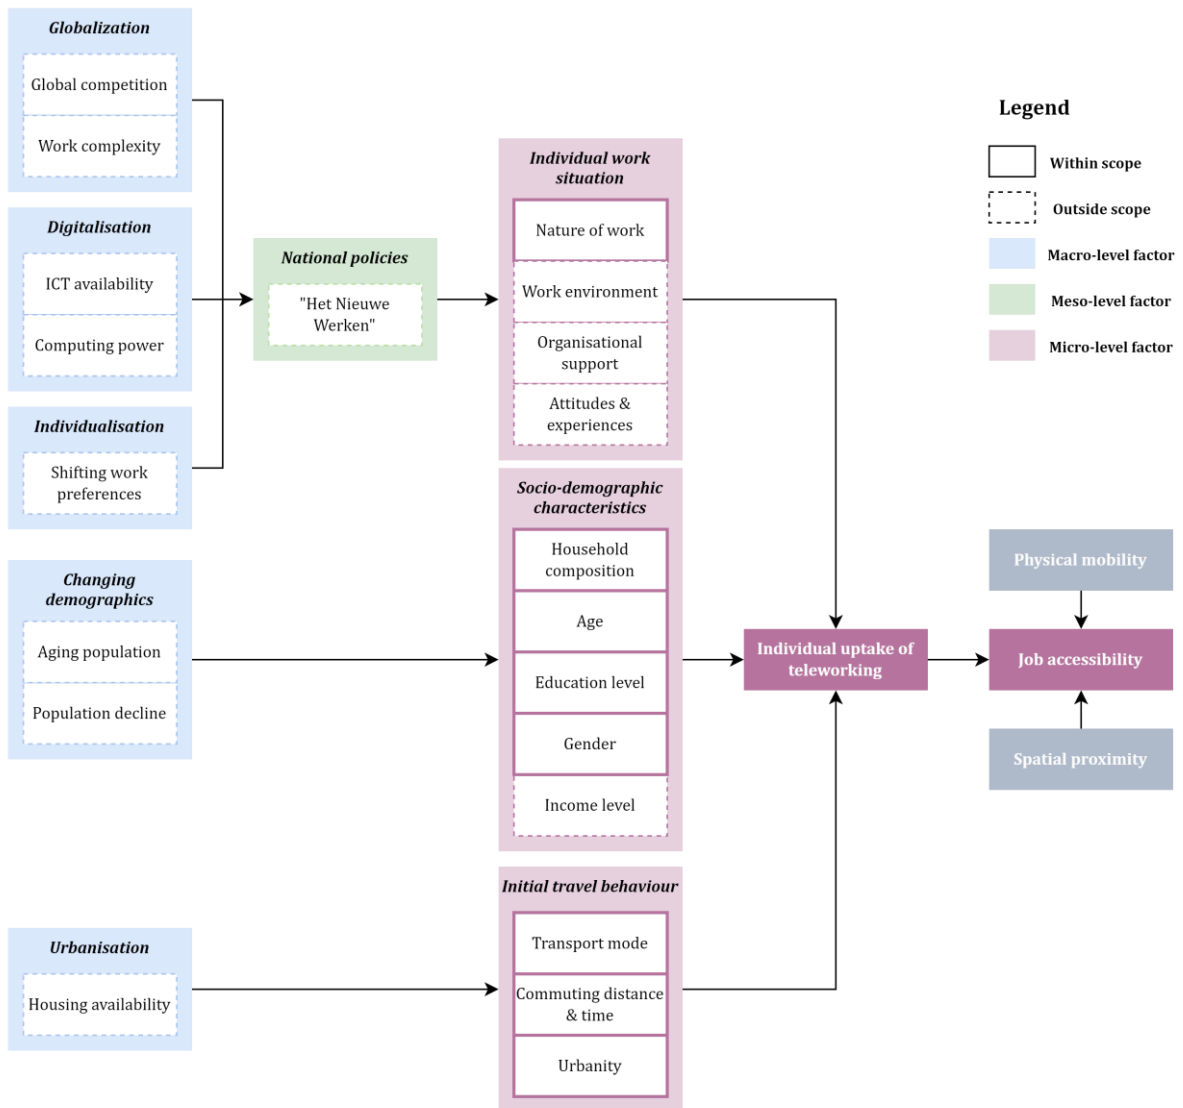 Globalization
Global competition
Work complexity
Digitalisation
ICT availability
Computing power
Individualisation
Shifting work
preferences
Changing
demographics
Aging population
Population decline
Urbanisation
Housing availability
National policies
"Het Nieuwe
Werken"
Individual work
situation
Nature of work
Work environment
Organisational
support
Attitudes &
experiences
Socio-demographic
characteristics
Household
composition
Age
Education level
Gender
Income level
Initial travel behaviour
Transport mode
Commuting distance
& time
Urbanity
Individual uptake of
teleworking
Physical mobility
Job accessibility
Spatial proximity
Legend
Within scope
Outside scope
Macro-level factor
Meso-level factor
Micro-level factor